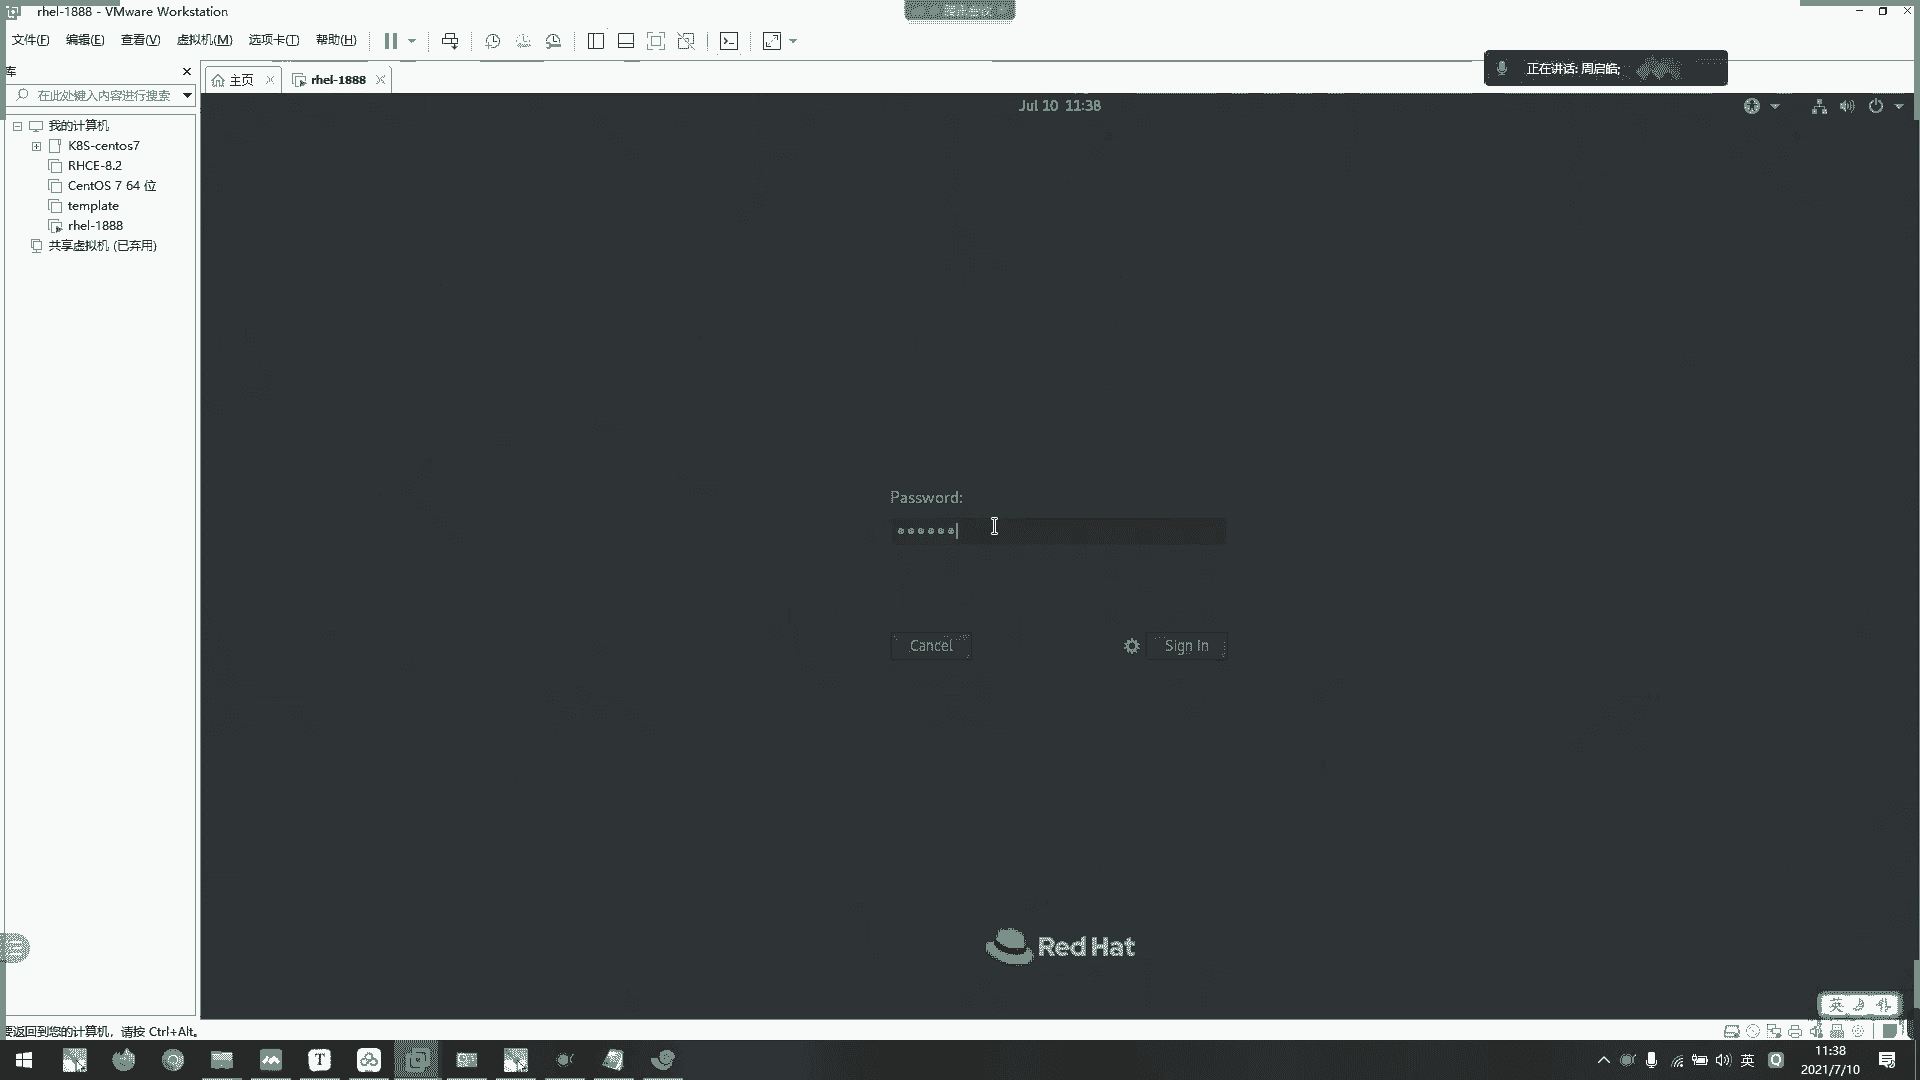 rhel-1888 - VMware Workstation
文件(F) 编辑(E) 查看(V) 虚拟机(M) 选项卡(T) 帮助(H)
正在讲话: 周启皓;
库
主页
rhel-1888
在此处键入内容进行搜索
Jul 10 11:38
我的计算机
K8S-centos7
RHCE-8.2
CentOS 7 64 位
template
rhel-1888
共享虚拟机 (已弃用)
Password:
Cancel
Sign In
Red Hat
英
要返回到您的计算机，请按 Ctrl+Alt。
T
英
11:38
2021/7/10